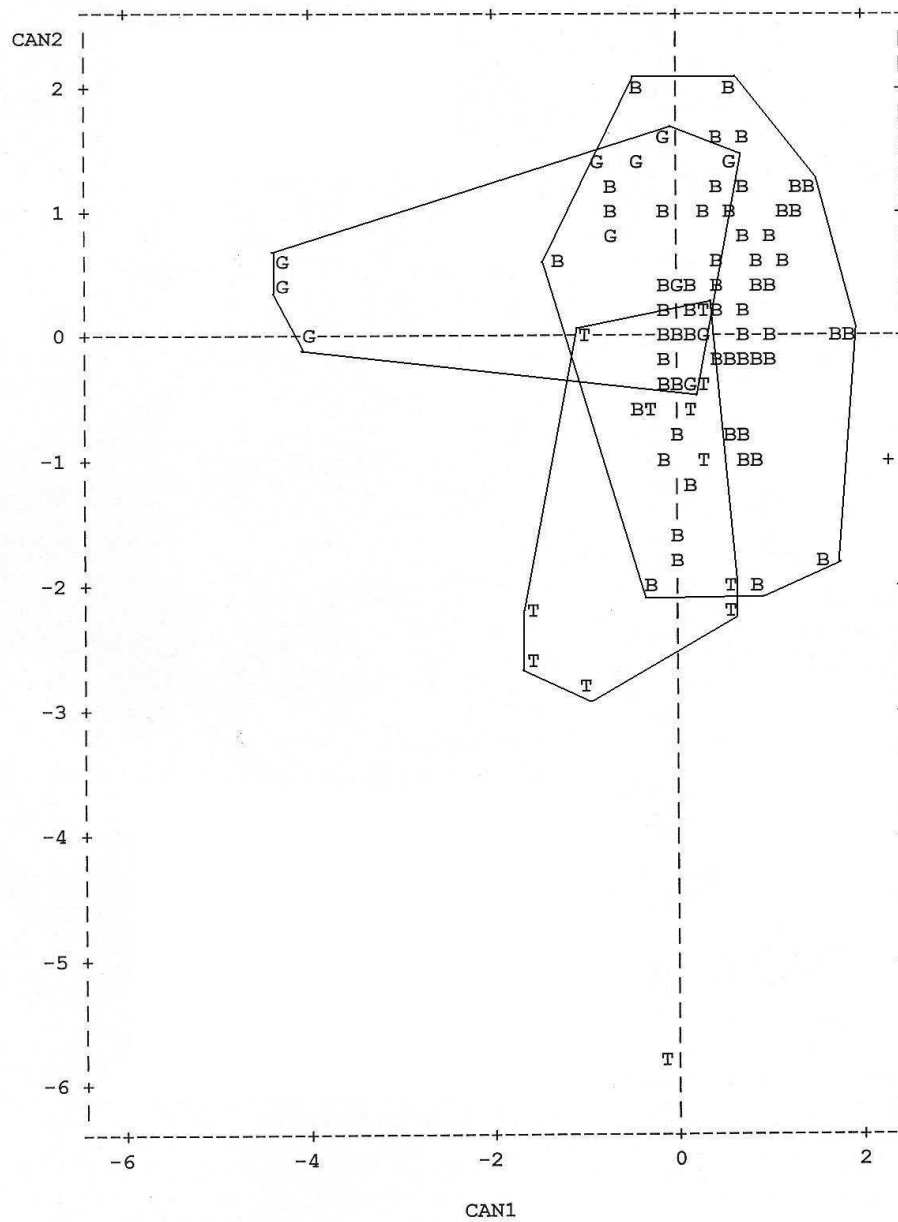 CAN2
2 B B
G B B
G G G
B B B BB
B B B B BB
G B B
B B B B
BGB B BB
B BTB B
0 T G BBBG B B BB
B BBBBB
BBGT
BT T
B BB
-1 B T BB +
B
B
B B
-2 B T B
T T
T
T
-3
-4
-5
T
-6
-6 -4 -2 0 2
CAN1